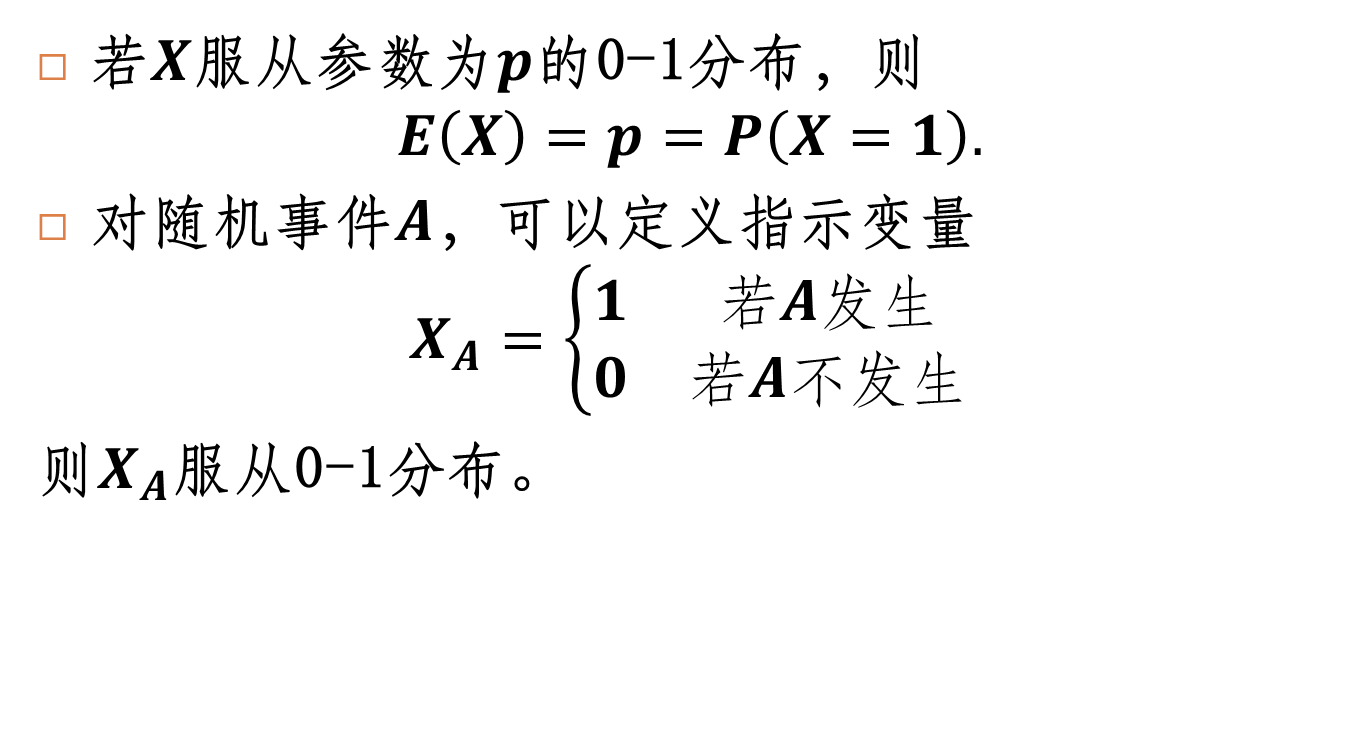 □ 若X服从参数为p的0-1分布，则
E(X) = p = P(X = 1).
□ 对随机事件A，可以定义指示变量
X_A = { 1 若A发生
0 若A不发生
则X_A服从0-1分布。